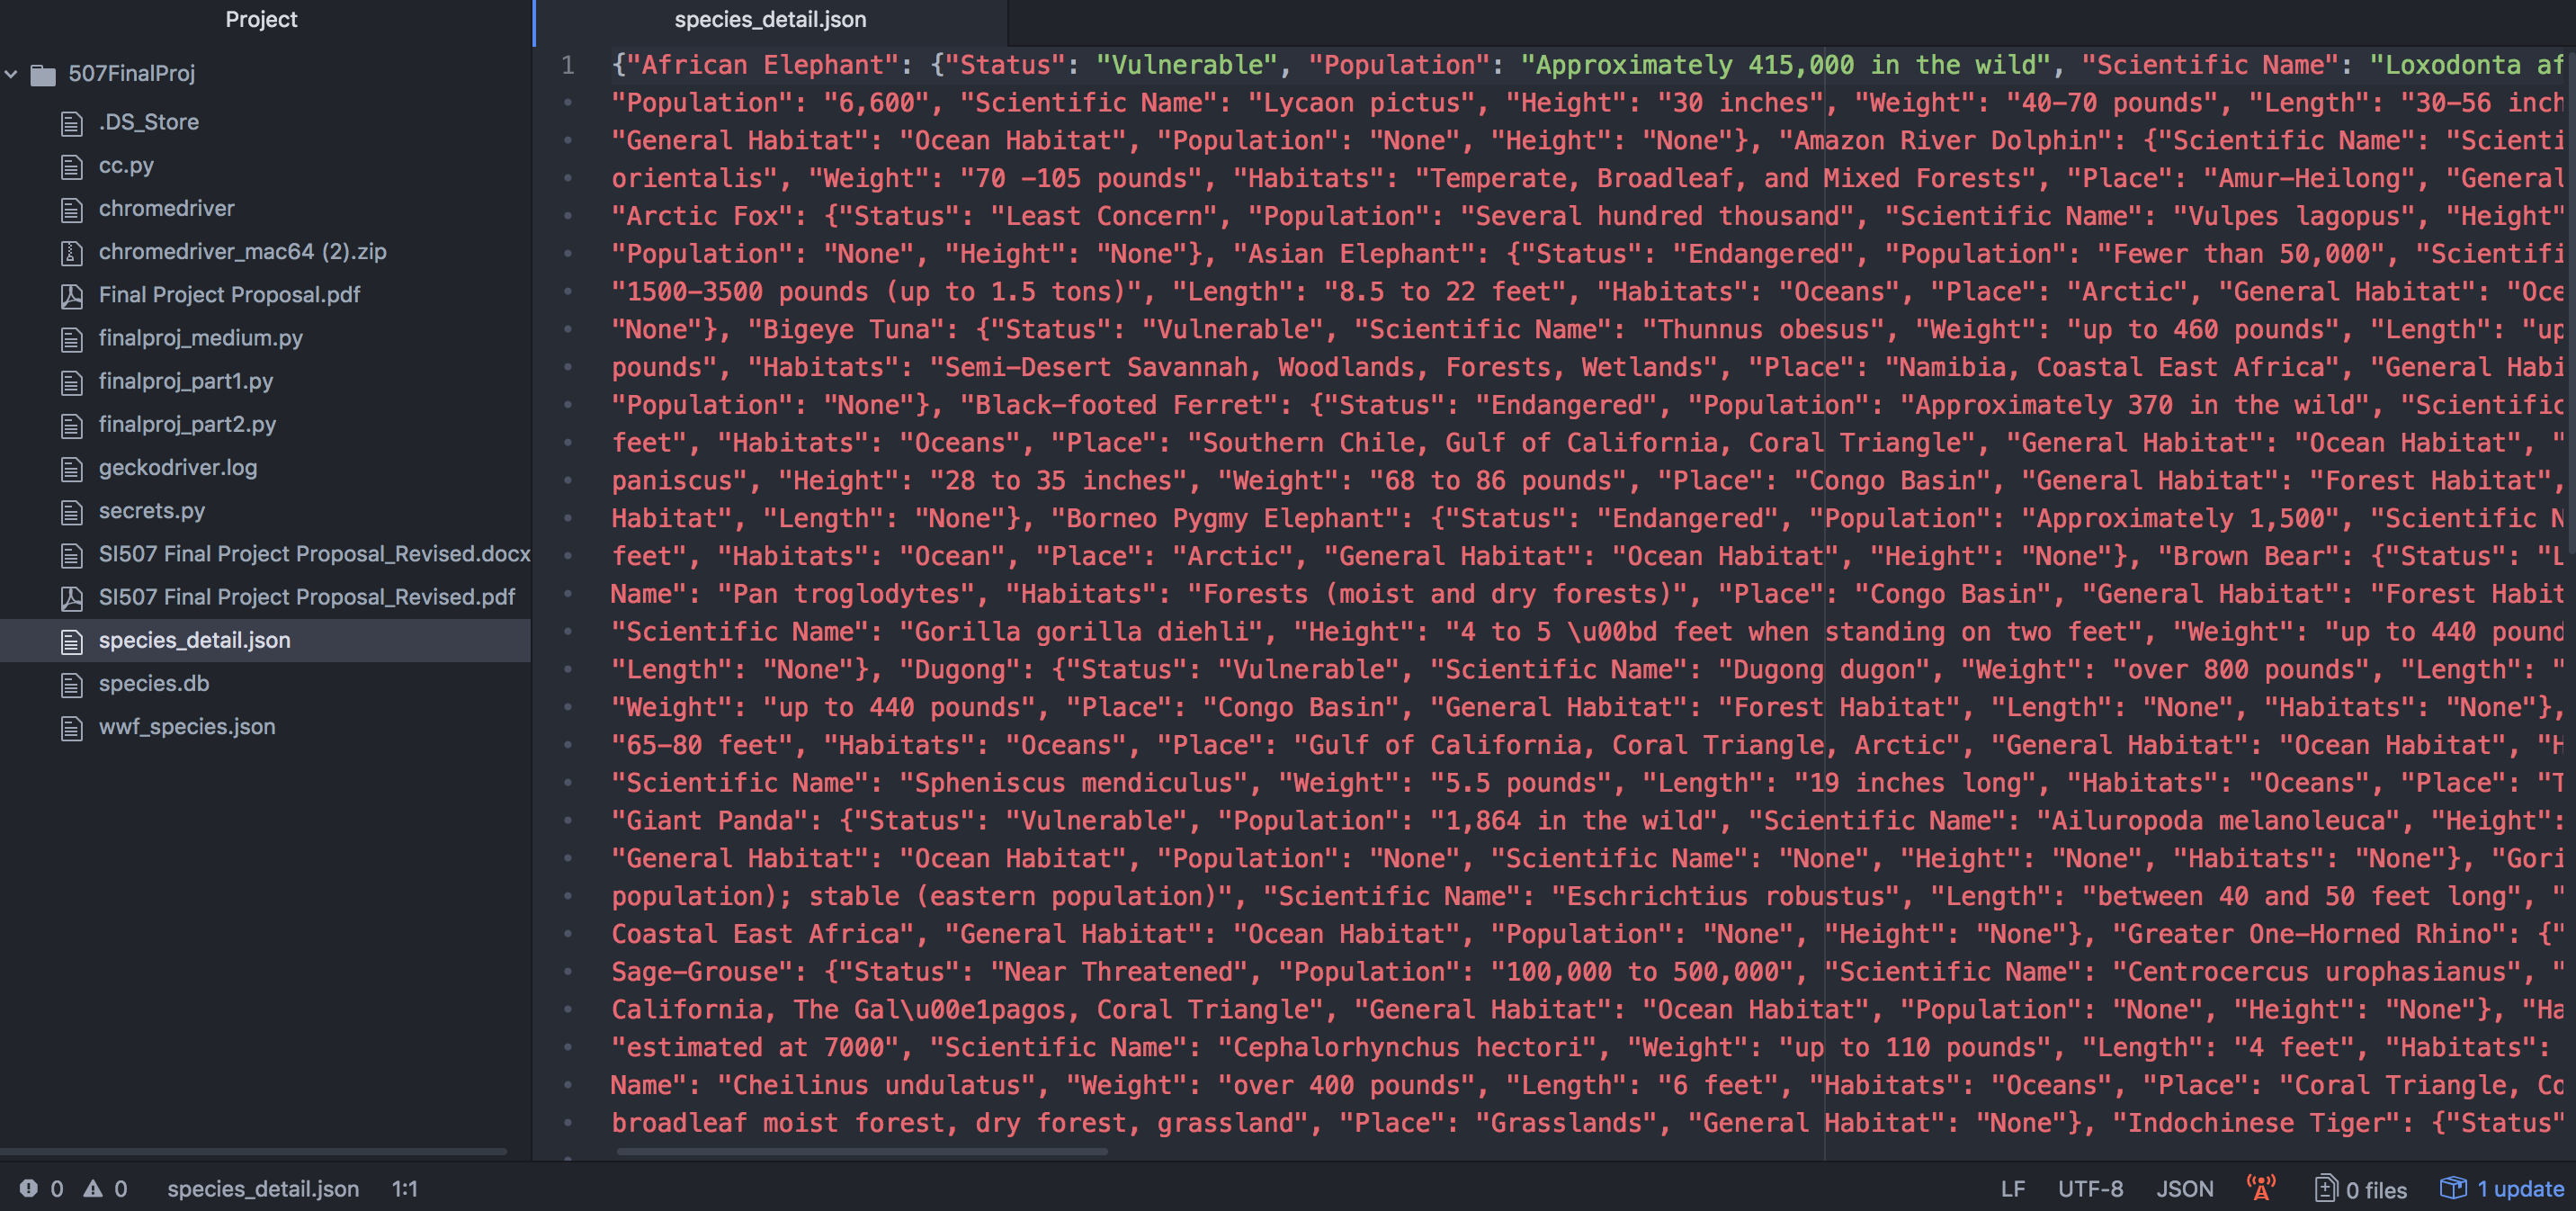 Project
507FinalProj
.DS_Store
cc.py
chromedriver
chromedriver_mac64 (2).zip
Final Project Proposal.pdf
finalproj_medium.py
finalproj_part1.py
finalproj_part2.py
geckodriver.log
secrets.py
SI507 Final Project Proposal_Revised.docx
SI507 Final Project Proposal_Revised.pdf
species_detail.json
species.db
wwf_species.json
species_detail.json
1 {"African Elephant": {"Status": "Vulnerable", "Population": "Approximately 415,000 in the wild", "Scientific Name": "Loxodonta af
"Population": "6,600", "Scientific Name": "Lycaon pictus", "Height": "30 inches", "Weight": "40-70 pounds", "Length": "30-56 inch
"General Habitat": "Ocean Habitat", "Population": "None", "Height": "None"}, "Amazon River Dolphin": {"Scientific Name": "Scienti
orientalis", "Weight": "70 -105 pounds", "Habitats": "Temperate, Broadleaf, and Mixed Forests", "Place": "Amur-Heilong", "General
"Arctic Fox": {"Status": "Least Concern", "Population": "Several hundred thousand", "Scientific Name": "Vulpes lagopus", "Height"
"Population": "None", "Height": "None"}, "Asian Elephant": {"Status": "Endangered", "Population": "Fewer than 50,000", "Scientifi
"1500-3500 pounds (up to 1.5 tons)", "Length": "8.5 to 22 feet", "Habitats": "Oceans", "Place": "Arctic", "General Habitat": "Oce
"None"}, "Bigeye Tuna": {"Status": "Vulnerable", "Scientific Name": "Thunnus obesus", "Weight": "up to 460 pounds", "Length": "up
pounds", "Habitats": "Semi-Desert Savannah, Woodlands, Forests, Wetlands", "Place": "Namibia, Coastal East Africa", "General Habi
"Population": "None"}, "Black-footed Ferret": {"Status": "Endangered", "Population": "Approximately 370 in the wild", "Scientific
feet", "Habitats": "Oceans", "Place": "Southern Chile, Gulf of California, Coral Triangle", "General Habitat": "Ocean Habitat", "
paniscus", "Height": "28 to 35 inches", "Weight": "68 to 86 pounds", "Place": "Congo Basin", "General Habitat": "Forest Habitat",
Habitat", "Length": "None"}, "Borneo Pygmy Elephant": {"Status": "Endangered", "Population": "Approximately 1,500", "Scientific N
feet", "Habitats": "Ocean", "Place": "Arctic", "General Habitat": "Ocean Habitat", "Height": "None"}, "Brown Bear": {"Status": "L
Name": "Pan troglodytes", "Habitats": "Forests (moist and dry forests)", "Place": "Congo Basin", "General Habitat": "Forest Habit
"Scientific Name": "Gorilla gorilla diehli", "Height": "4 to 5 \u00bd feet when standing on two feet", "Weight": "up to 440 pound
"Length": "None"}, "Dugong": {"Status": "Vulnerable", "Scientific Name": "Dugong dugon", "Weight": "over 800 pounds", "Length": "
"Weight": "up to 440 pounds", "Place": "Congo Basin", "General Habitat": "Forest Habitat", "Length": "None", "Habitats": "None"},
"65-80 feet", "Habitats": "Oceans", "Place": "Gulf of California, Coral Triangle, Arctic", "General Habitat": "Ocean Habitat", "H
"Scientific Name": "Spheniscus mendiculus", "Weight": "5.5 pounds", "Length": "19 inches long", "Habitats": "Oceans", "Place": "T
"Giant Panda": {"Status": "Vulnerable", "Population": "1,864 in the wild", "Scientific Name": "Ailuropoda melanoleuca", "Height":
"General Habitat": "Ocean Habitat", "Population": "None", "Scientific Name": "None", "Height": "None", "Habitats": "None"}, "Gori
population); stable (eastern population)", "Scientific Name": "Eschrichtius robustus", "Length": "between 40 and 50 feet long", "
Coastal East Africa", "General Habitat": "Ocean Habitat", "Population": "None", "Height": "None"}, "Greater One-Horned Rhino": {"
Sage-Grouse": {"Status": "Near Threatened", "Population": "100,000 to 500,000", "Scientific Name": "Centrocercus urophasianus", "
California, The Gal\u00e1pagos, Coral Triangle", "General Habitat": "Ocean Habitat", "Population": "None", "Height": "None"}, "Ha
"estimated at 7000", "Scientific Name": "Cephalorhynchus hectori", "Weight": "up to 110 pounds", "Length": "4 feet", "Habitats":
Name": "Cheilinus undulatus", "Weight": "over 400 pounds", "Length": "6 feet", "Habitats": "Oceans", "Place": "Coral Triangle, Co
broadleaf moist forest, dry forest, grassland", "Place": "Grasslands", "General Habitat": "None"}, "Indochinese Tiger": {"Status"
0 0 species_detail.json 1:1 LF UTF-8 JSON 0 files 1 update